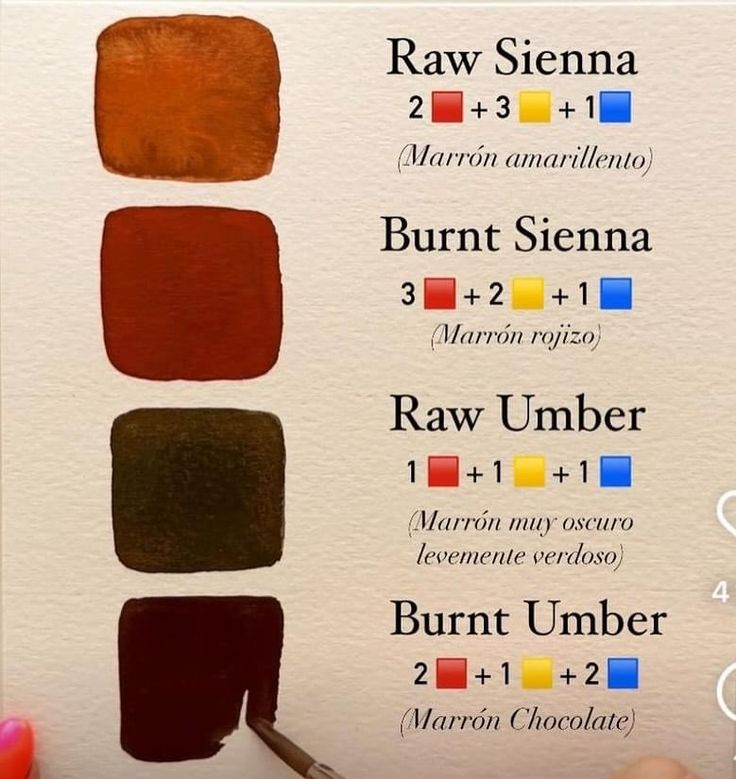 Raw Sienna
2 🟥 + 3 🟨 + 1 🟦
(Marrón amarillento)
Burnt Sienna
3 🟥 + 2 🟨 + 1 🟦
(Marrón rojizo)
Raw Umber
1 🟥 + 1 🟨 + 1 🟦
(Marrón muy oscuro
levemente verdoso)
4
Burnt Umber
2 🟥 + 1 🟨 + 2 🟦
(Marrón Chocolate)